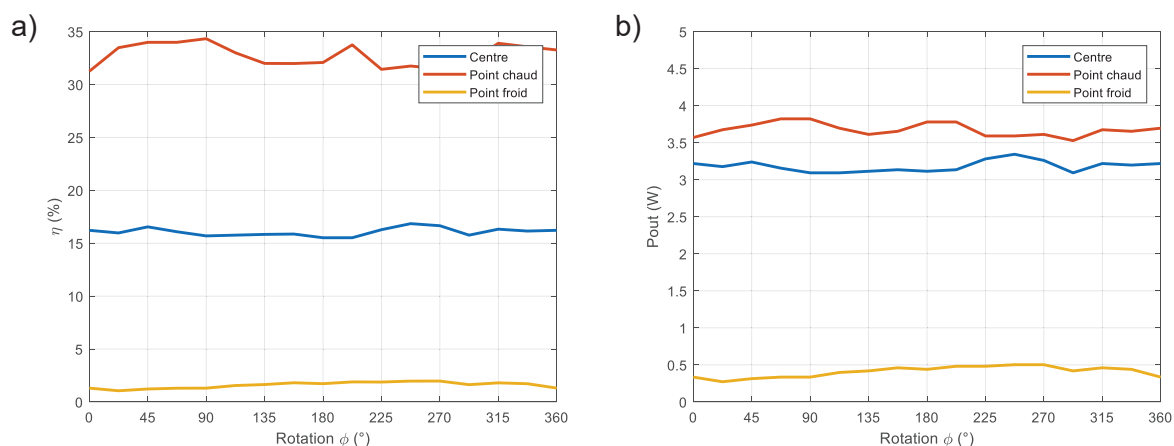 a)
35
30
25
20
15
10
5
0
η (%)
0 45 90 135 180 225 270 315 360
Rotation ϕ (°)
Centre
Point chaud
Point froid
b)
5
4.5
4
3.5
3
2.5
2
1.5
1
0.5
0
Pout (W)
0 45 90 135 180 225 270 315 360
Rotation ϕ (°)
Centre
Point chaud
Point froid